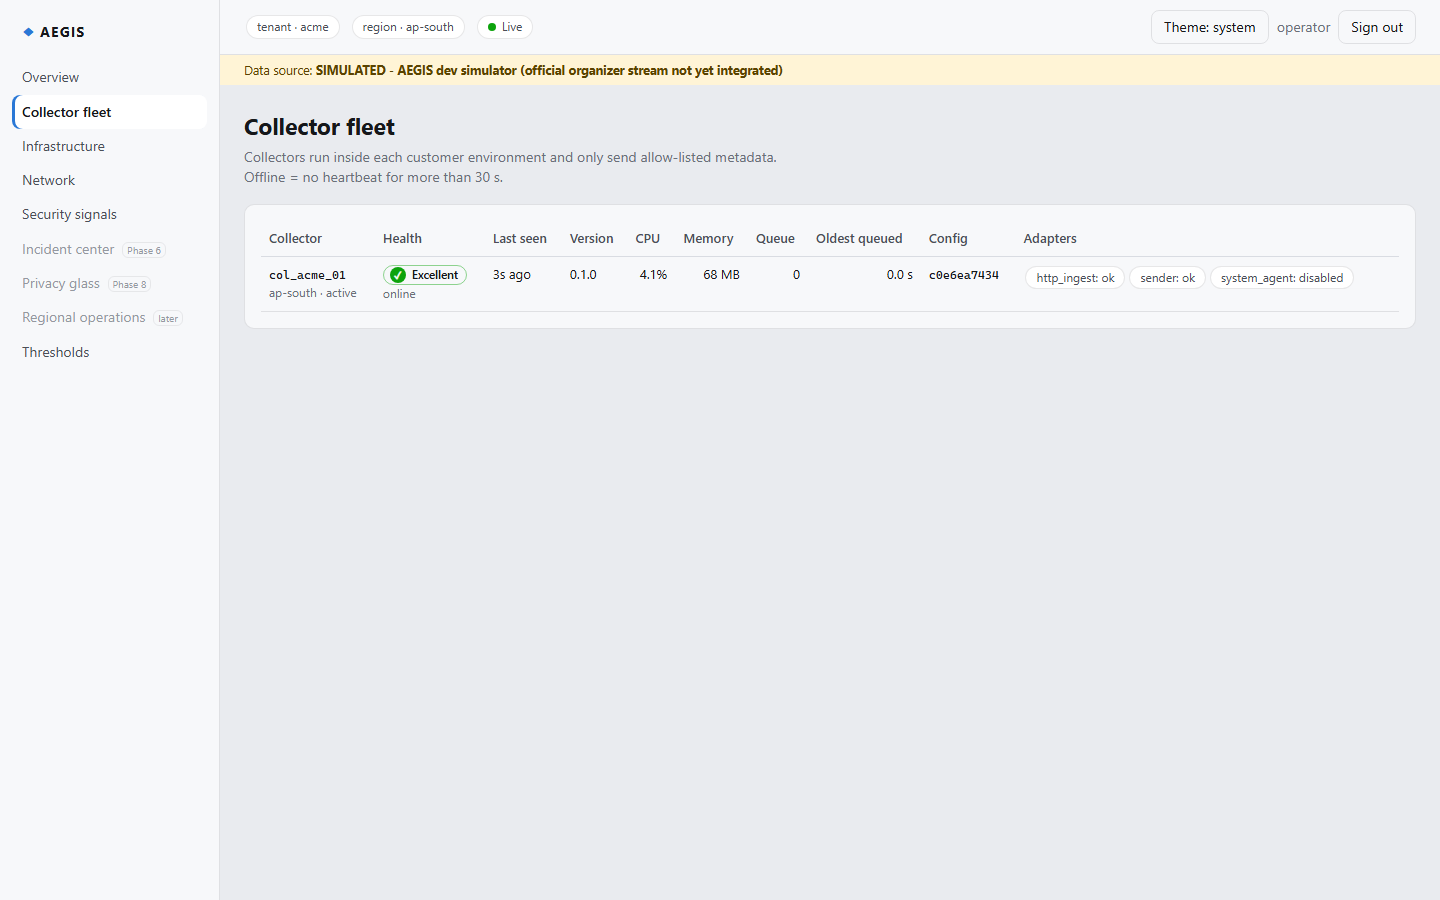 AEGIS
Overview
Collector fleet
Infrastructure
Network
Security signals
Incident center Phase 6
Privacy glass Phase 8
Regional operations later
Thresholds
tenant · acme region · ap-south Live Theme: system operator Sign out
Data source: SIMULATED - AEGIS dev simulator (official organizer stream not yet integrated)
Collector fleet
Collectors run inside each customer environment and only send allow-listed metadata.
Offline = no heartbeat for more than 30 s.
Collector Health Last seen Version CPU Memory Queue Oldest queued Config Adapters
col_acme_01 Excellent 3s ago 0.1.0 4.1% 68 MB 0 0.0 s c0e6ea7434 http_ingest: ok sender: ok system_agent: disabled
ap-south · active online